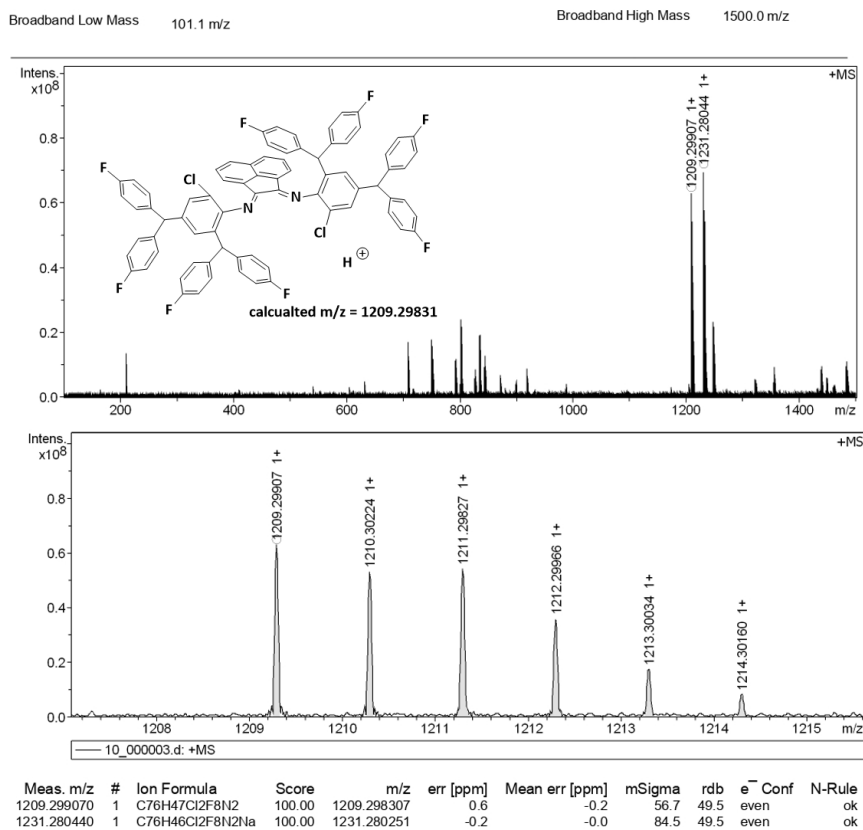 Broadband Low Mass 101.1 m/z Broadband High Mass 1500.0 m/z
Intens. +MS
x10⁸
1209.29907 1+
1231.28044 1+
0.8
0.6
0.4
0.2
0.0
F
F
F
F
Cl
N
N
F
Cl
F
F
F
H ⊕
calcualted m/z = 1209.29831
200 400 600 800 1000 1200 1400 m/z
Intens. +MS
x10⁸
1209.29907 1+
1210.30224 1+
1211.29827 1+
1212.29966 1+
1213.30034 1+
1214.30160 1+
0.8
0.6
0.4
0.2
0.0
1208 1209 1210 1211 1212 1213 1214 1215 m/z
10_000003.d: +MS
Meas. m/z # Ion Formula Score m/z err [ppm] Mean err [ppm] mSigma rdb e⁻ Conf N-Rule
1209.299070 1 C76H47Cl2F8N2 100.00 1209.298307 0.6 -0.2 56.7 49.5 even ok
1231.280440 1 C76H46Cl2F8N2Na 100.00 1231.280251 -0.2 -0.0 84.5 49.5 even ok